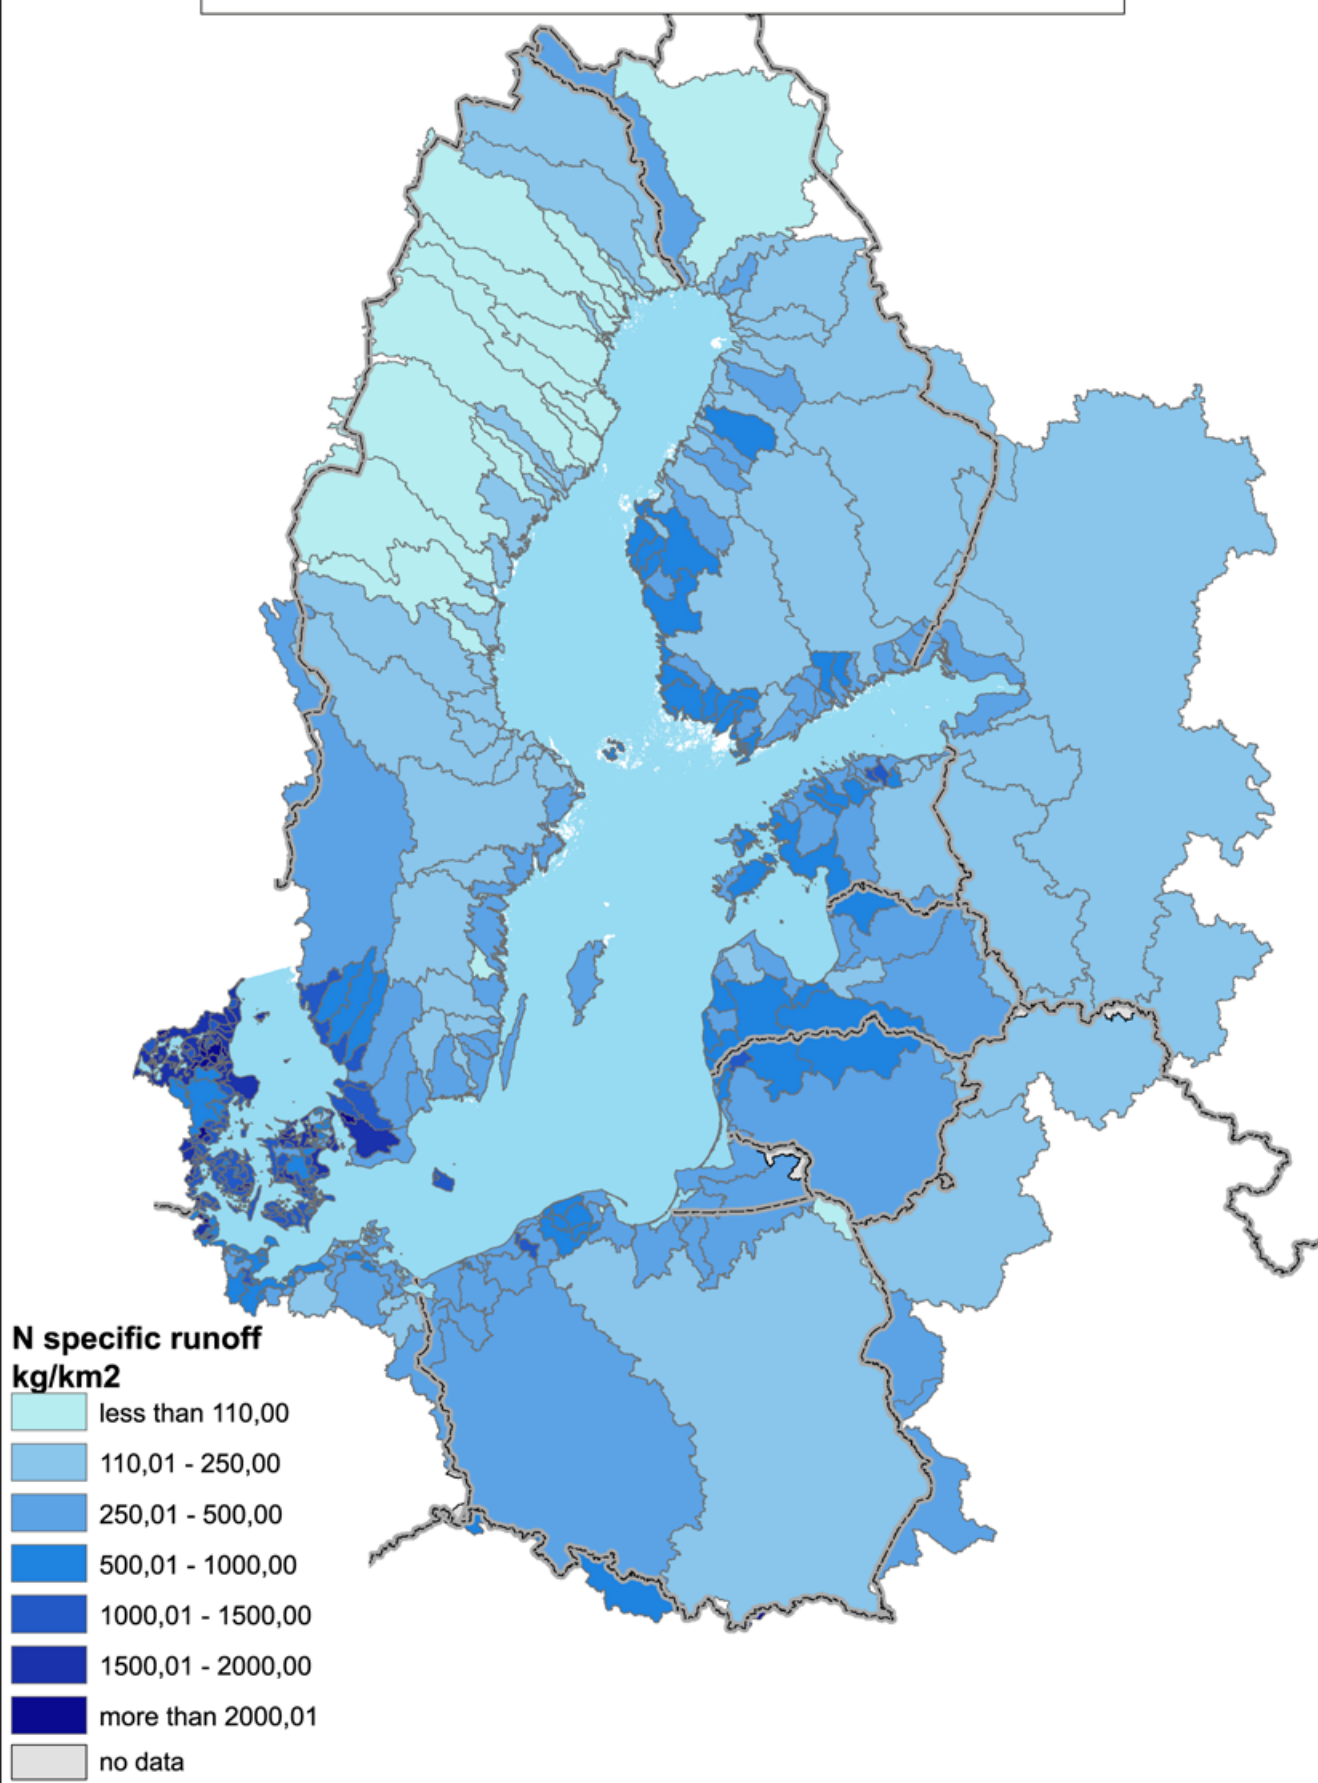 N specific runoff
kg/km2
less than 110,00
110,01 - 250,00
250,01 - 500,00
500,01 - 1000,00
1000,01 - 1500,00
1500,01 - 2000,00
more than 2000,01
no data